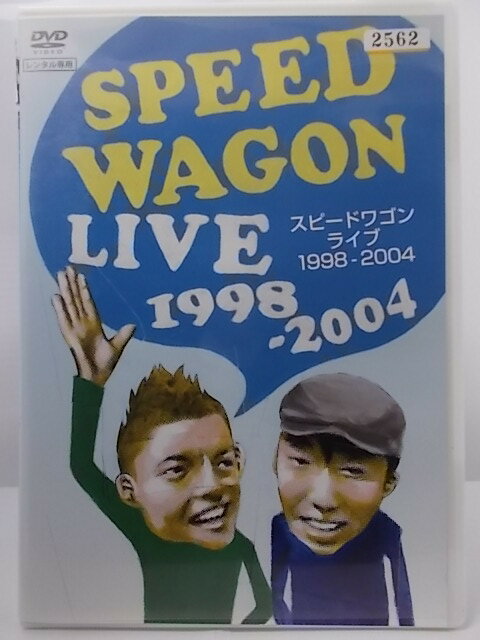 DVD
VIDEO
レンタル専用
2562
SPEED
WAGON
LIVE
1998
-2004
スピードワゴン
ライブ
1998-2004